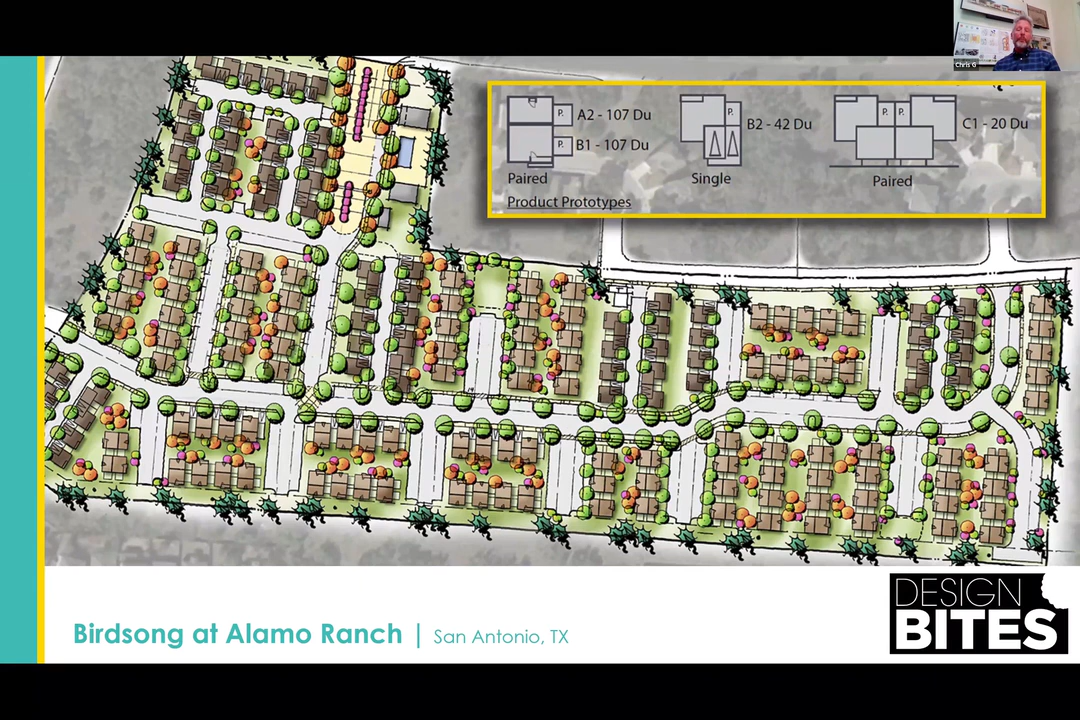 Chris G
P.
A2 - 107 Du
P.
B1 - 107 Du
Paired
P.
B2 - 42 Du
Single
P.
P.
C1 - 20 Du
Paired
Product Prototypes
Birdsong at Alamo Ranch | San Antonio, TX
DESIGN
BITES